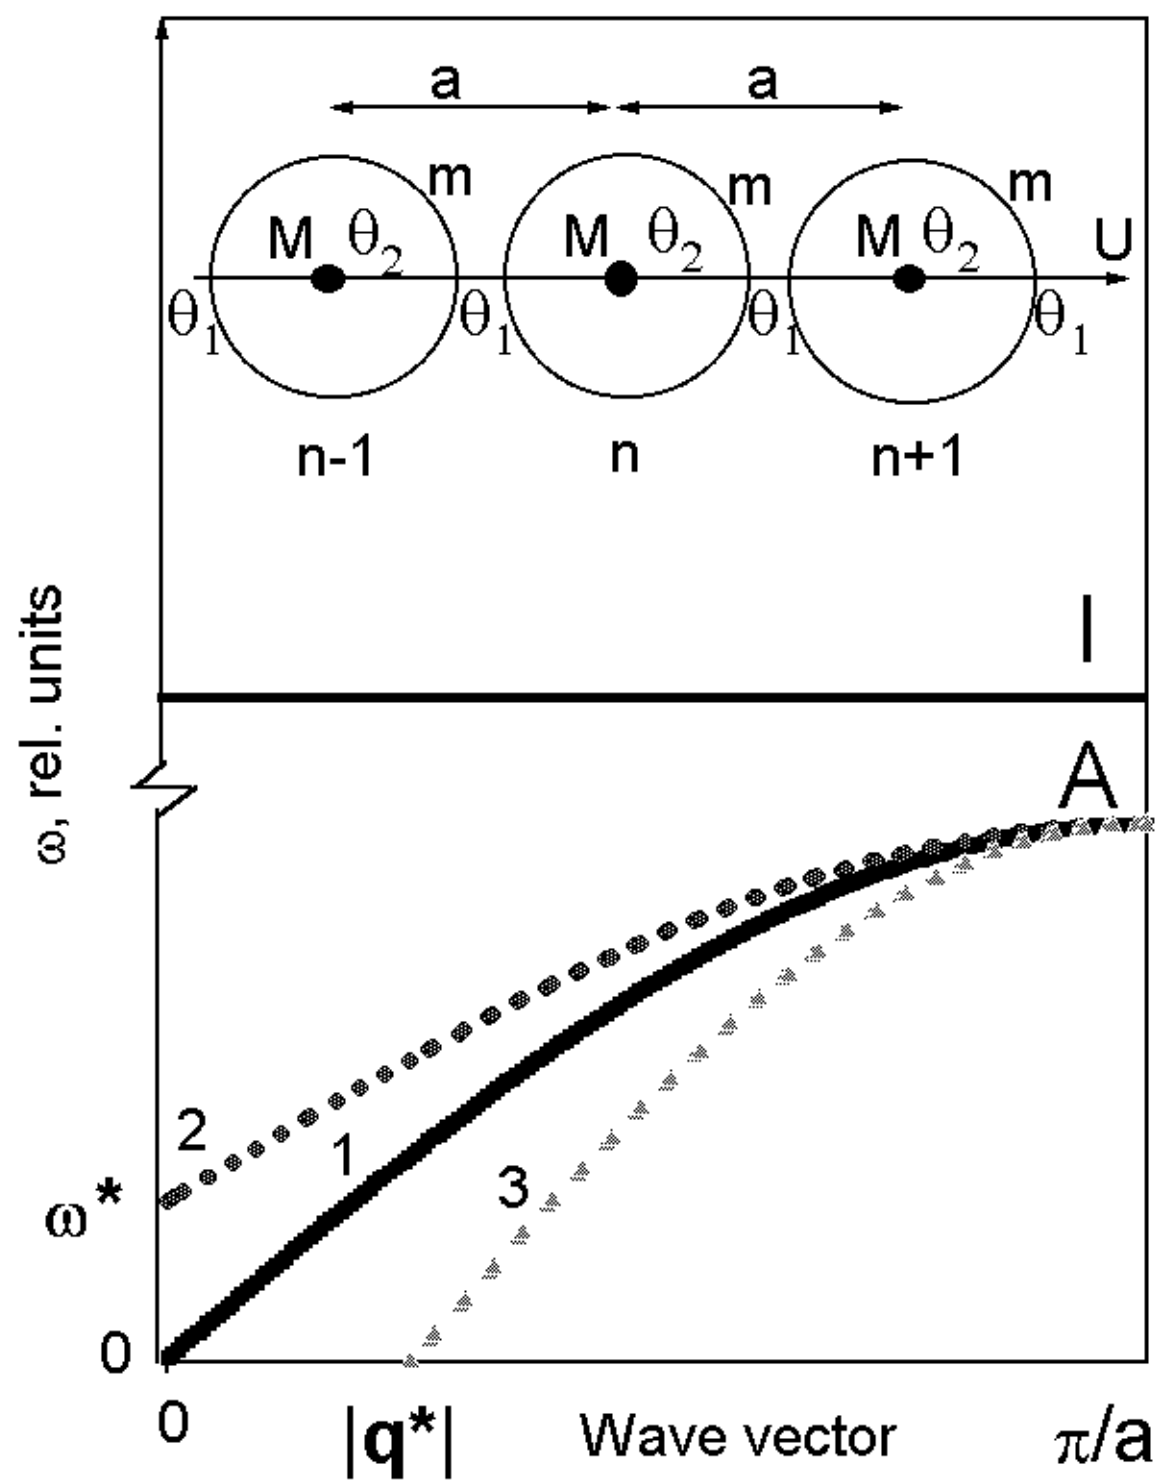 a a
m m m
M θ₂ M θ₂ M θ₂ U
θ₁ θ₁ θ₁ θ₁
n-1 n n+1
I
ω, rel. units
A
2 1 3
ω*
0
0 |q*| Wave vector π/a